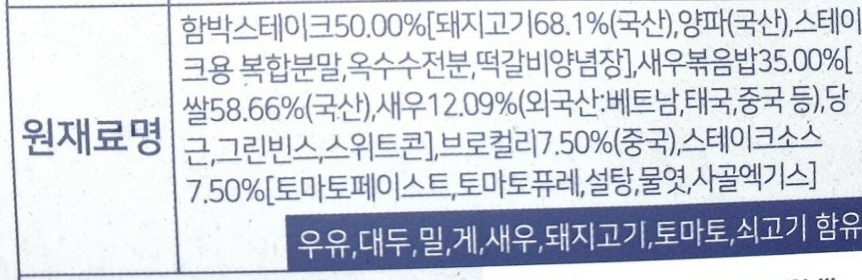 원재료명
함박스테이크50.00%[돼지고기68.1%(국산),양파(국산),스테이
크용 복합분말,옥수수전분,떡갈비양념장],새우볶음밥35.00%[
쌀58.66%(국산),새우12.09%(외국산:베트남,태국,중국 등),당
근,그린빈스,스위트콘],브로컬리7.50%(중국),스테이크소스
7.50%[토마토페이스트,토마토퓨레,설탕,물엿,사골엑기스]
우유,대두,밀,게,새우,돼지고기,토마토,쇠고기 함유